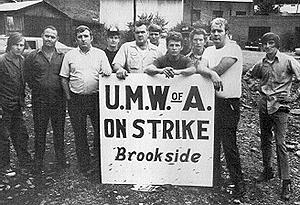 U.M.W. OF A.
ON STRIKE
Brookside